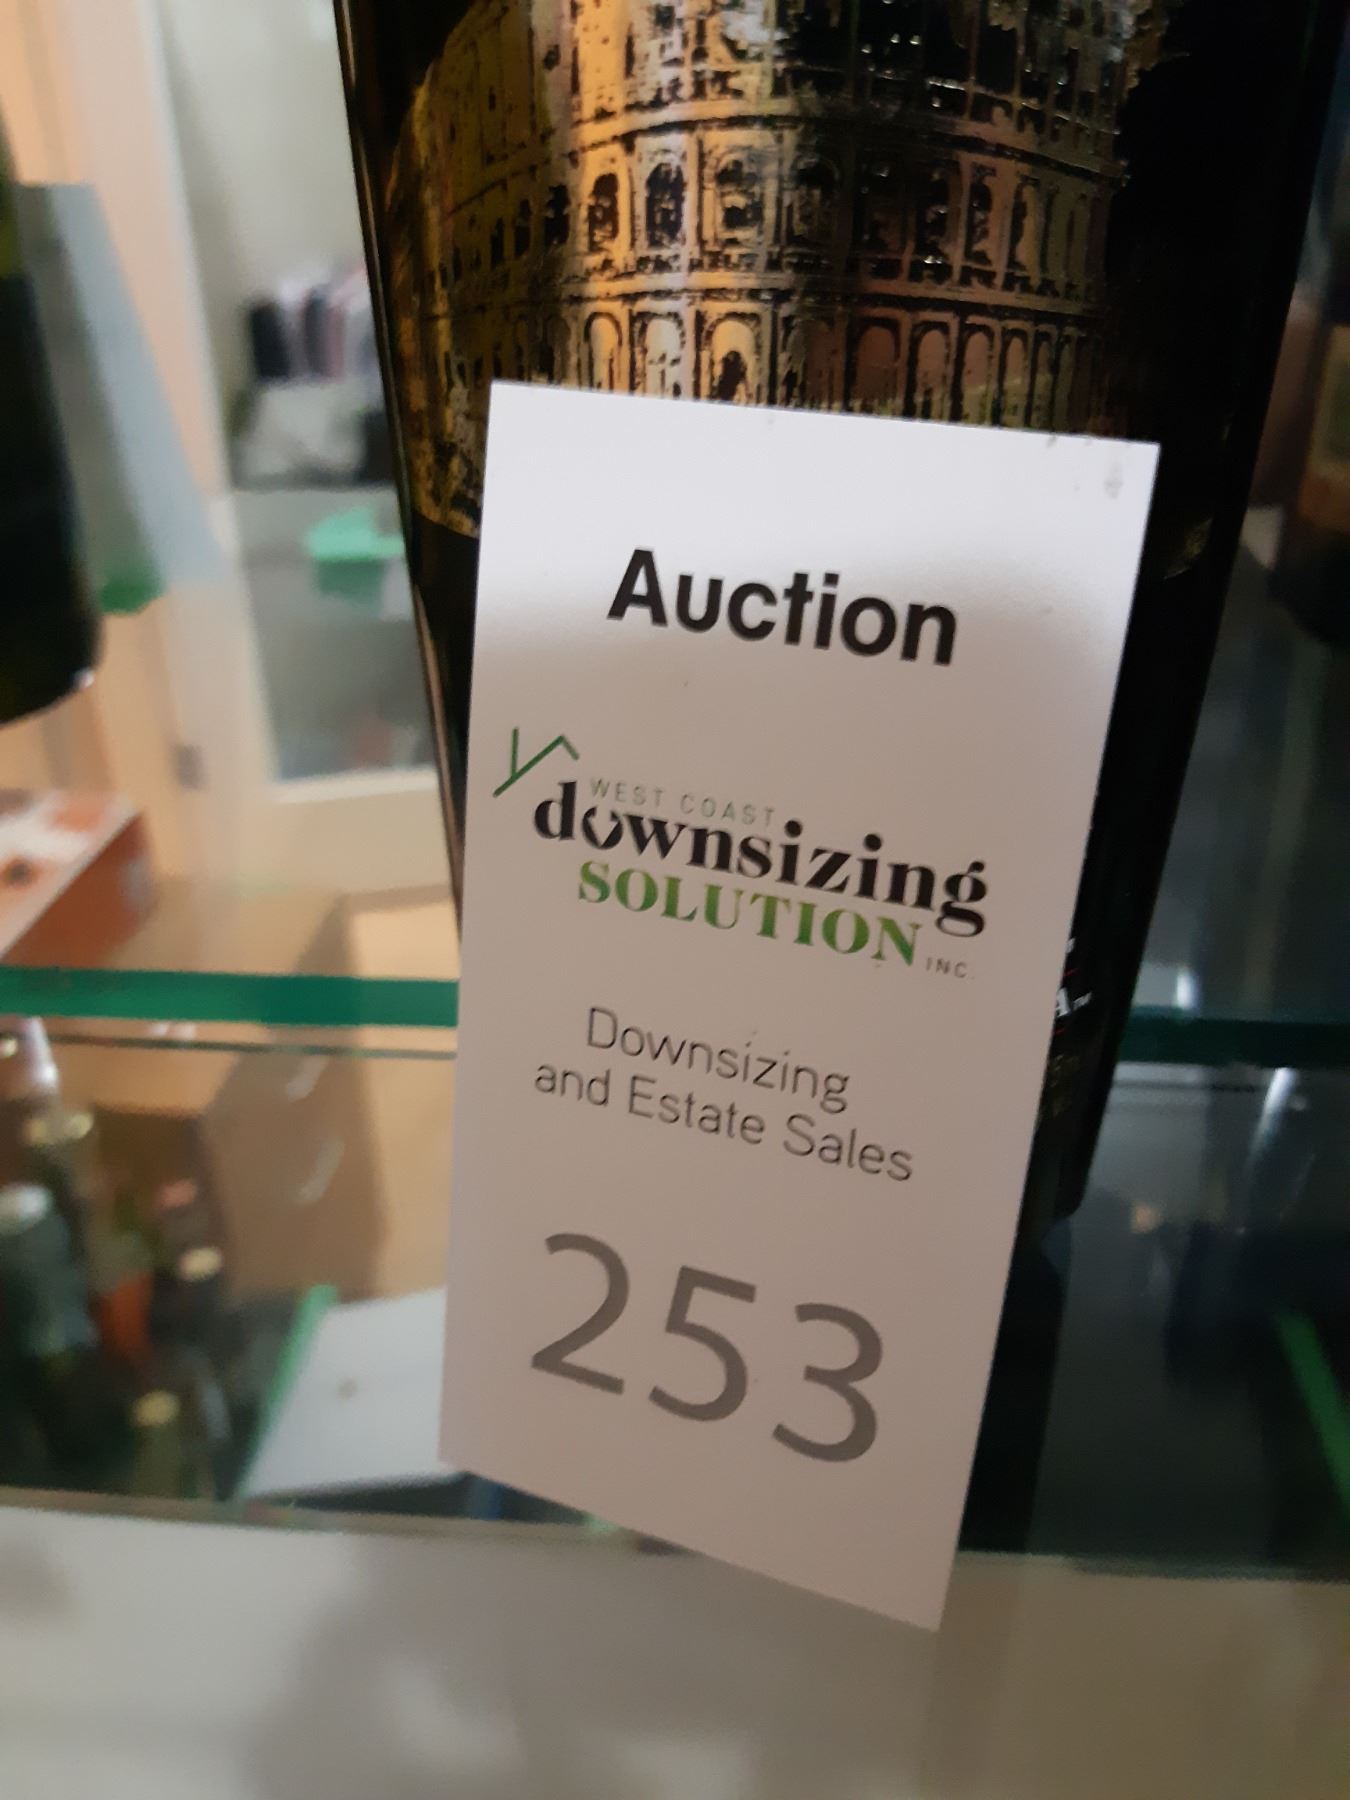 Auction
WEST COAST
downsizing
SOLUTION INC.
Downsizing
and Estate Sales
253